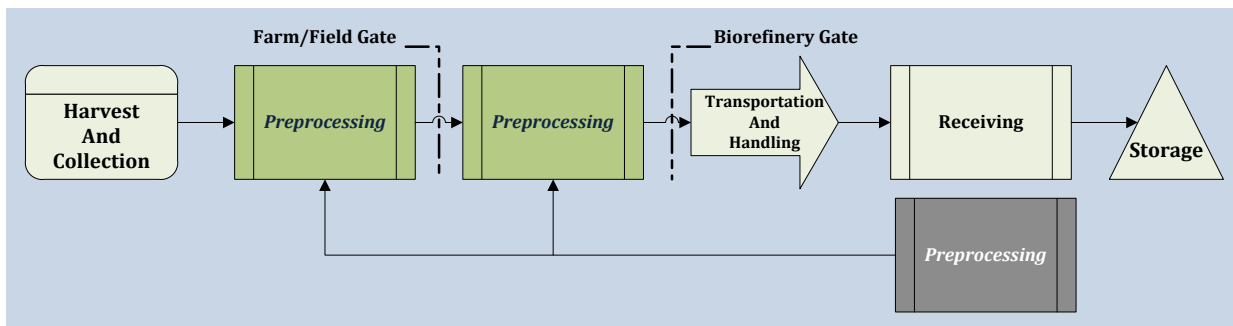 Farm/Field Gate
Biorefinery Gate
Harvest
And
Collection
Preprocessing
Preprocessing
Transportation
And
Handling
Receiving
Storage
Preprocessing